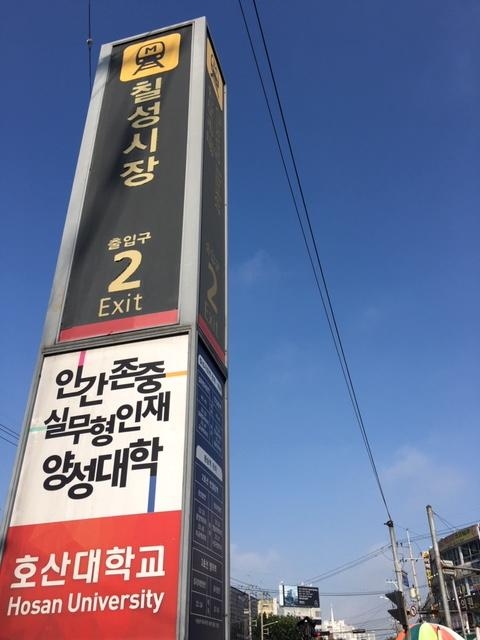 M
칠성시장
출입구
2
Exit
인간존중
실무형인재
양성대학
호산대학교
Hosan University